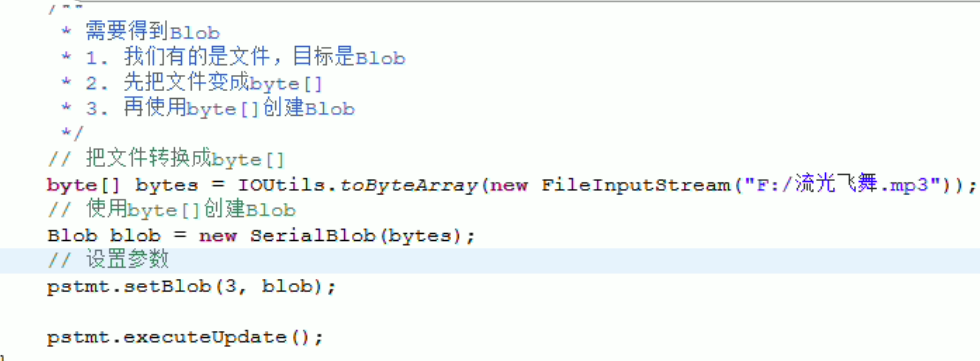 /**
* 需要得到Blob
* 1. 我们有的是文件，目标是Blob
* 2. 先把文件变成byte[]
* 3. 再使用byte[]创建Blob
*/
// 把文件转换成byte[]
byte[] bytes = IOUtils.toByteArray(new FileInputStream("F:/流光飞舞.mp3"));
// 使用byte[]创建Blob
Blob blob = new SerialBlob(bytes);
// 设置参数
pstmt.setBlob(3, blob);
pstmt.executeUpdate();